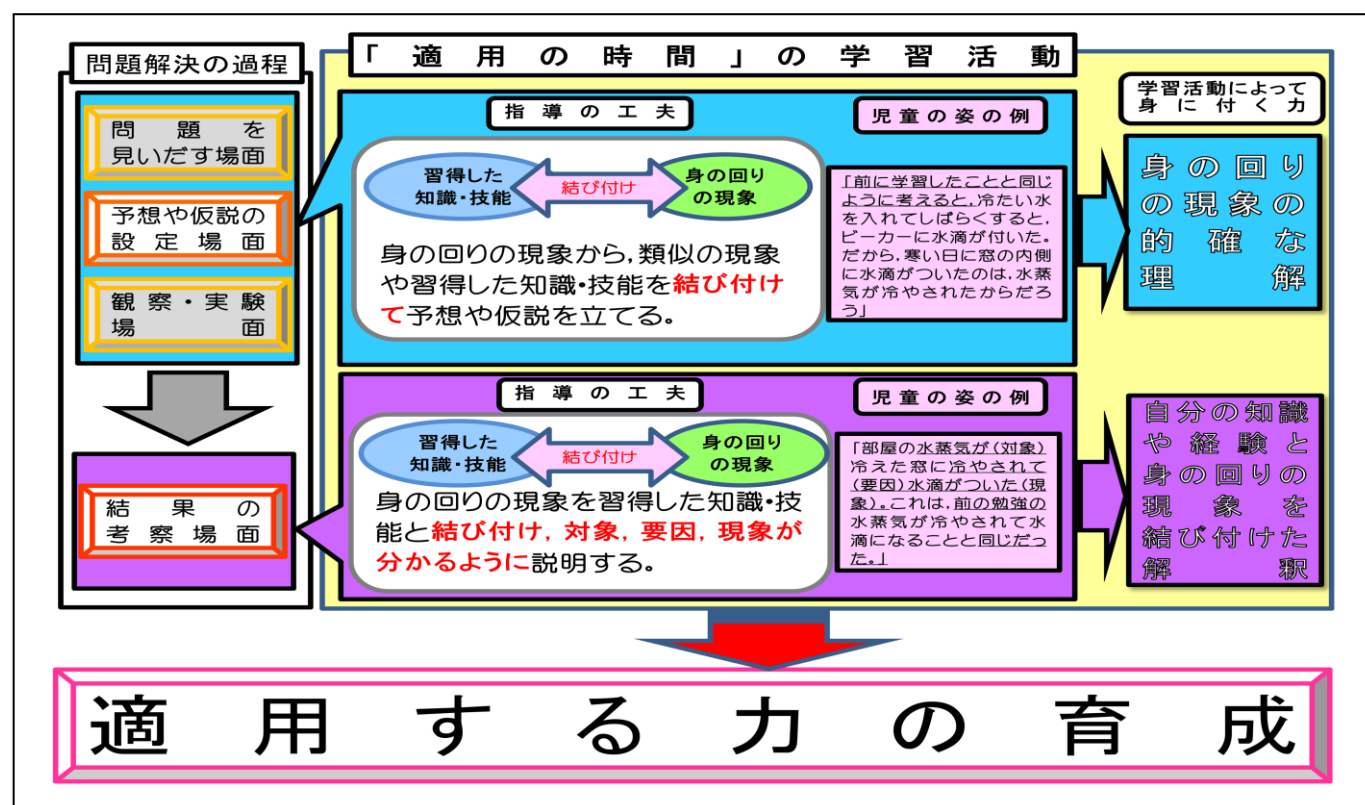 問題解決の過程
問題を
見いだす場面
予想や仮説の
設定場面
観察・実験
場面
結果の
考察場面
「適用の時間」の学習活動
指導の工夫
習得した
知識・技能
結び付け
身の回り
の現象
身の回りの現象から,類似の現象
や習得した知識・技能を結び付け
て予想や仮説を立てる。
児童の姿の例
「前に学習したことと同じ
ように考えると,冷たい水
を入れてしばらくすると,
ビーカーに水滴が付いた。
だから,寒い日に窓の内側
に水滴がついたのは,水蒸
気が冷やされたからだろ
う」
学習活動によって
身に付く力
身の回り
の現象の
的確な
理解
指導の工夫
習得した
知識・技能
結び付け
身の回り
の現象
身の回りの現象を習得した知識・技
能と結び付け,対象,要因,現象が
分かるように説明する。
児童の姿の例
「部屋の水蒸気が(対象)
冷えた窓に冷やされて
(要因)水滴がついた(現
象)。これは,前の勉強の
水蒸気が冷やされて水
滴になることと同じだっ
た。」
自分の知識
や経験と
身の回りの
現象を
結び付けた
解釈
適用する力の育成